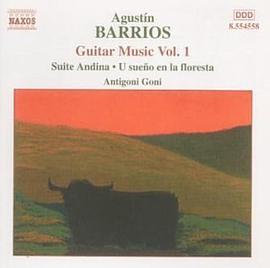 NAXOS
DDD
8.554558
Agustín
BARRIOS
Guitar Music Vol. 1
Suite Andina • U sueño en la floresta
Antigoni Goni